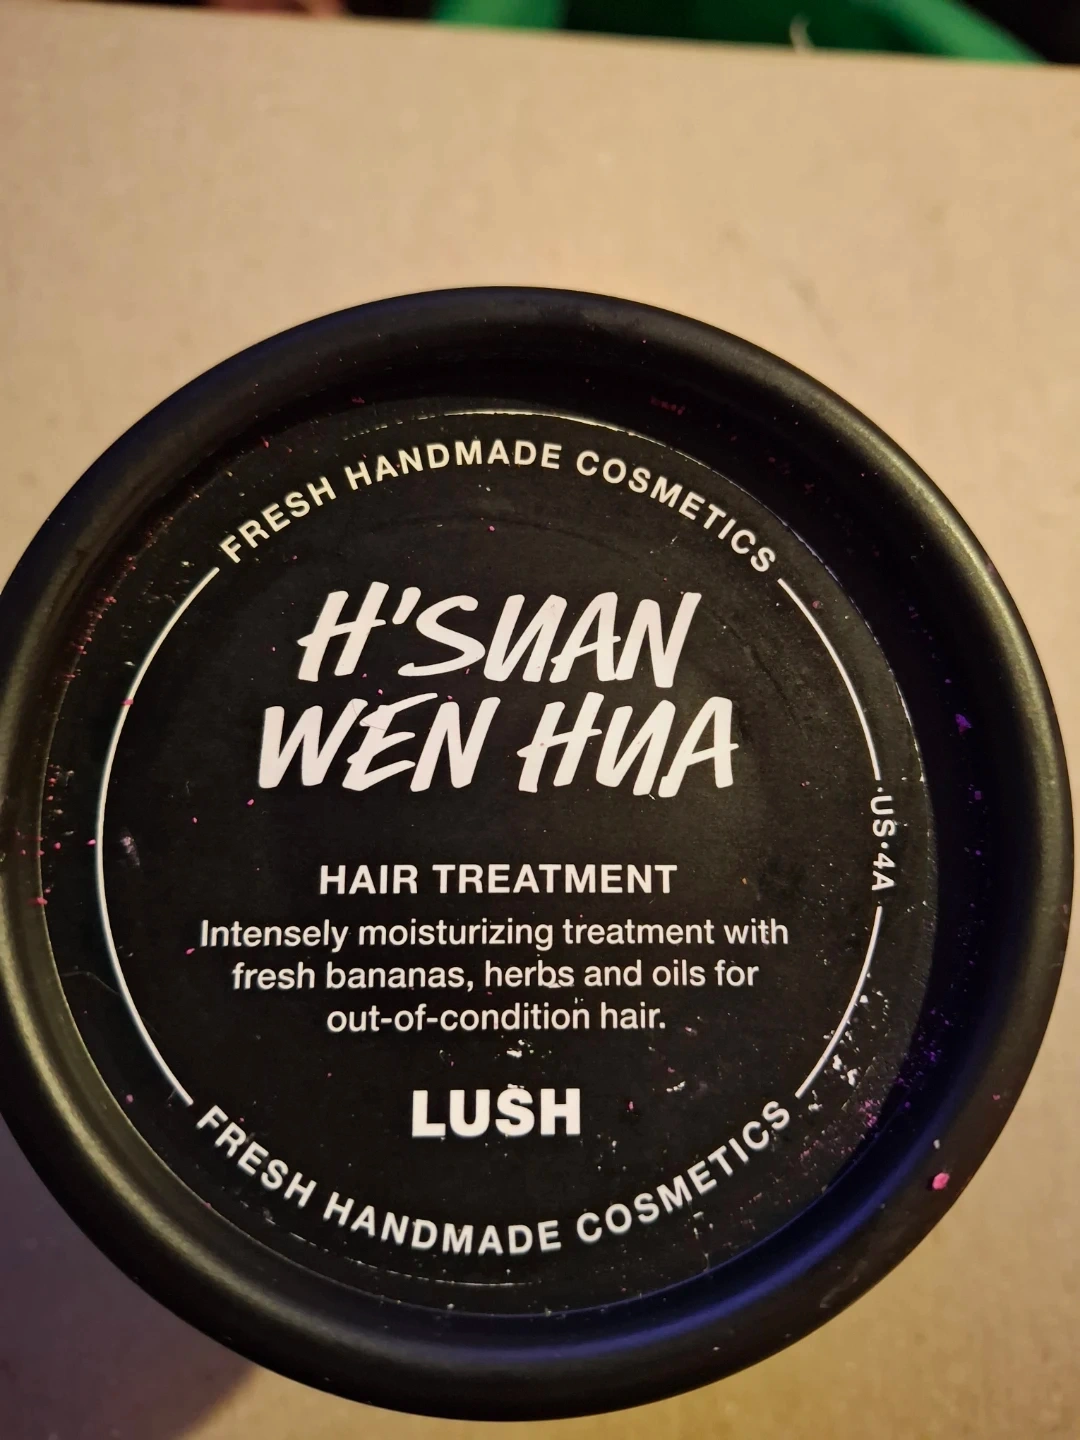 FRESH HANDMADE COSMETICS
H'SUAN
WEN HUA
·US·4A
HAIR TREATMENT
Intensely moisturizing treatment with
fresh bananas, herbs and oils for
out-of-condition hair.
LUSH
FRESH HANDMADE COSMETICS